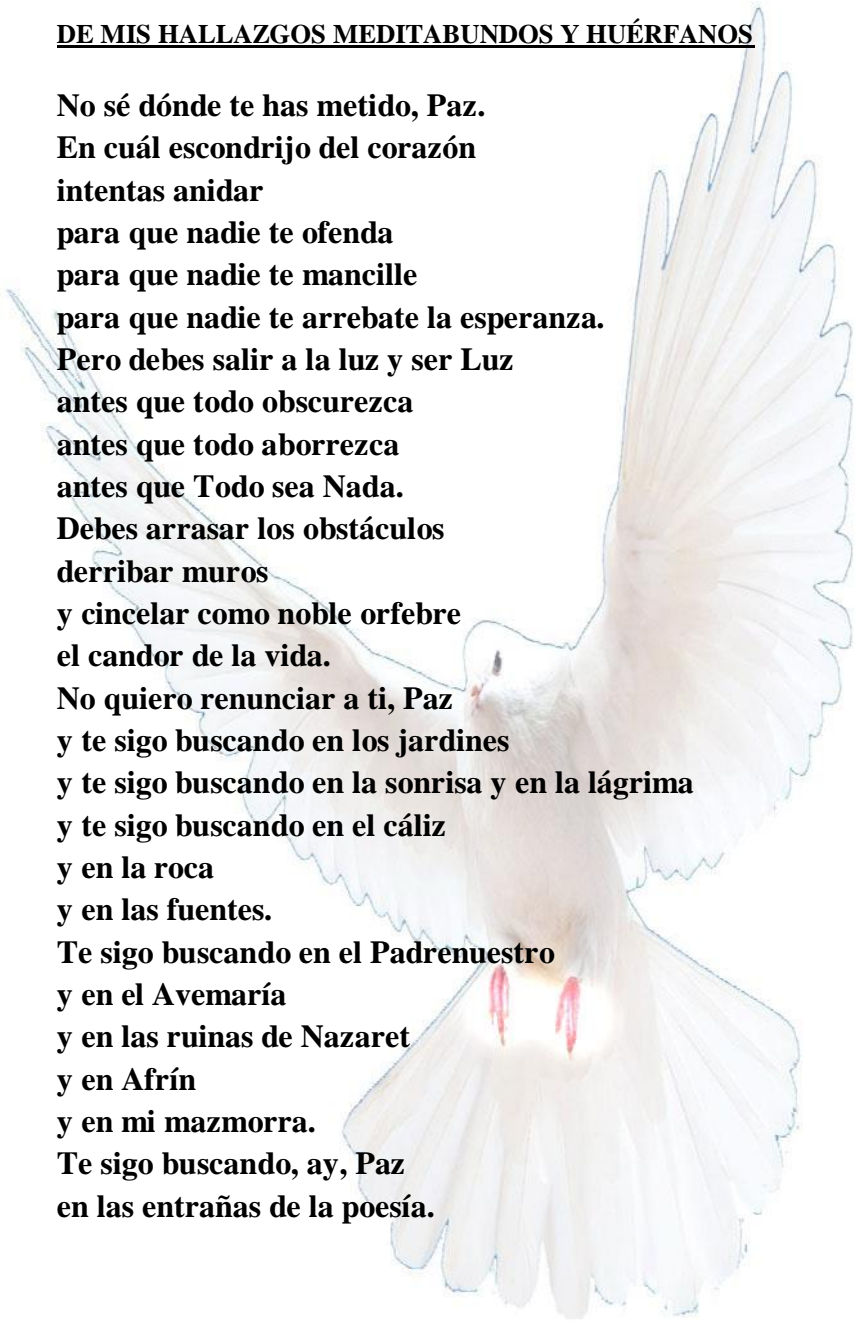 DE MIS HALLAZGOS MEDITABUNDOS Y HUÉRFANOS
No sé dónde te has metido, Paz.
En cuál escondrijo del corazón
intentas anidar
para que nadie te ofenda
para que nadie te mancille
para que nadie te arrebate la esperanza.
Pero debes salir a la luz y ser Luz
antes que todo obscurezca
antes que todo aborrezca
antes que Todo sea Nada.
Debes arrasar los obstáculos
derribar muros
y cincelar como noble orfebre
el candor de la vida.
No quiero renunciar a ti, Paz
y te sigo buscando en los jardines
y te sigo buscando en la sonrisa y en la lágrima
y te sigo buscando en el cáliz
y en la roca
y en las fuentes.
Te sigo buscando en el Padrenuestro
y en el Avemaría
y en las ruinas de Nazaret
y en Afrín
y en mi mazmorra.
Te sigo buscando, ay, Paz
en las entrañas de la poesía.